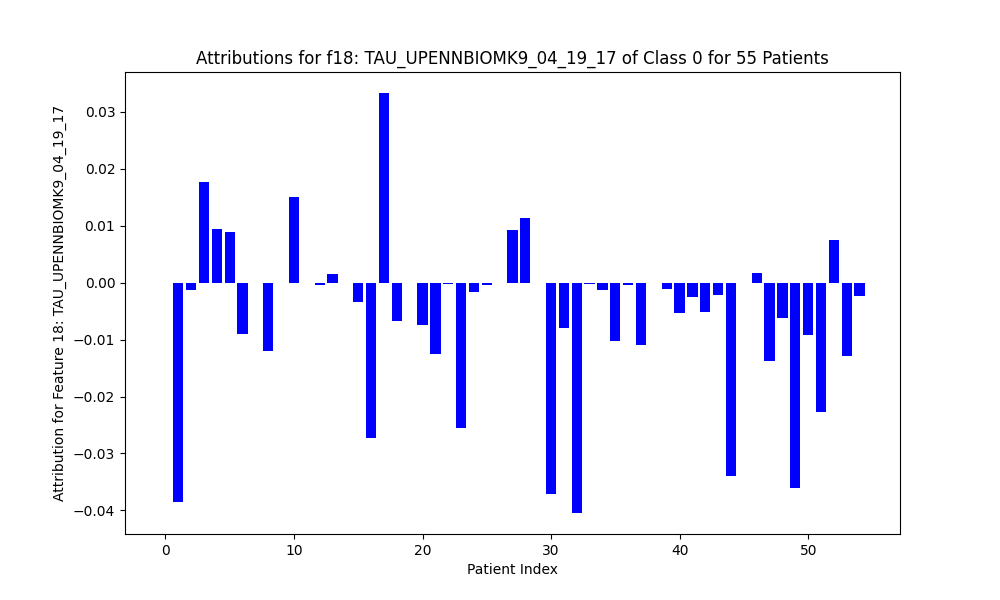 Attributions for f18: TAU_UPENNBIOMK9_04_19_17 of Class 0 for 55 Patients
Attribution for Feature 18: TAU_UPENNBIOMK9_04_19_17
0.03
0.02
0.01
0.00
−0.01
−0.02
−0.03
−0.04
0 10 20 30 40 50
Patient Index